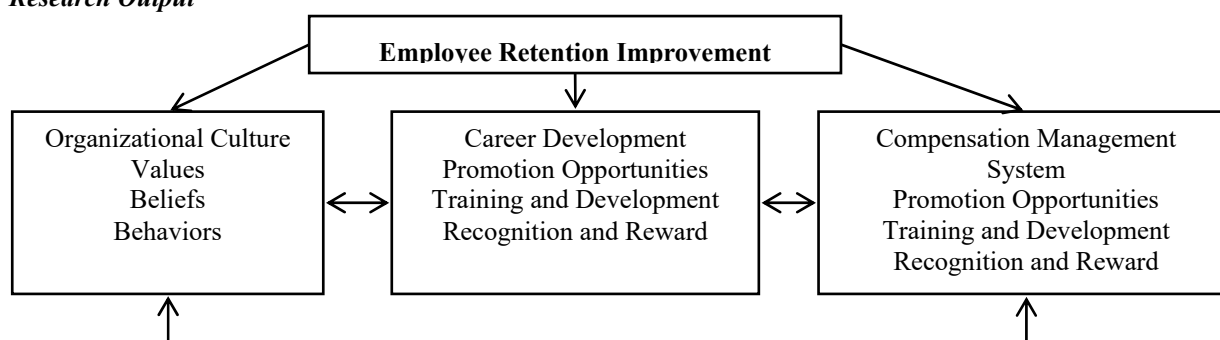 Research Output
Employee Retention Improvement
Organizational Culture
Values
Beliefs
Behaviors
Career Development
Promotion Opportunities
Training and Development
Recognition and Reward
Compensation Management
System
Promotion Opportunities
Training and Development
Recognition and Reward